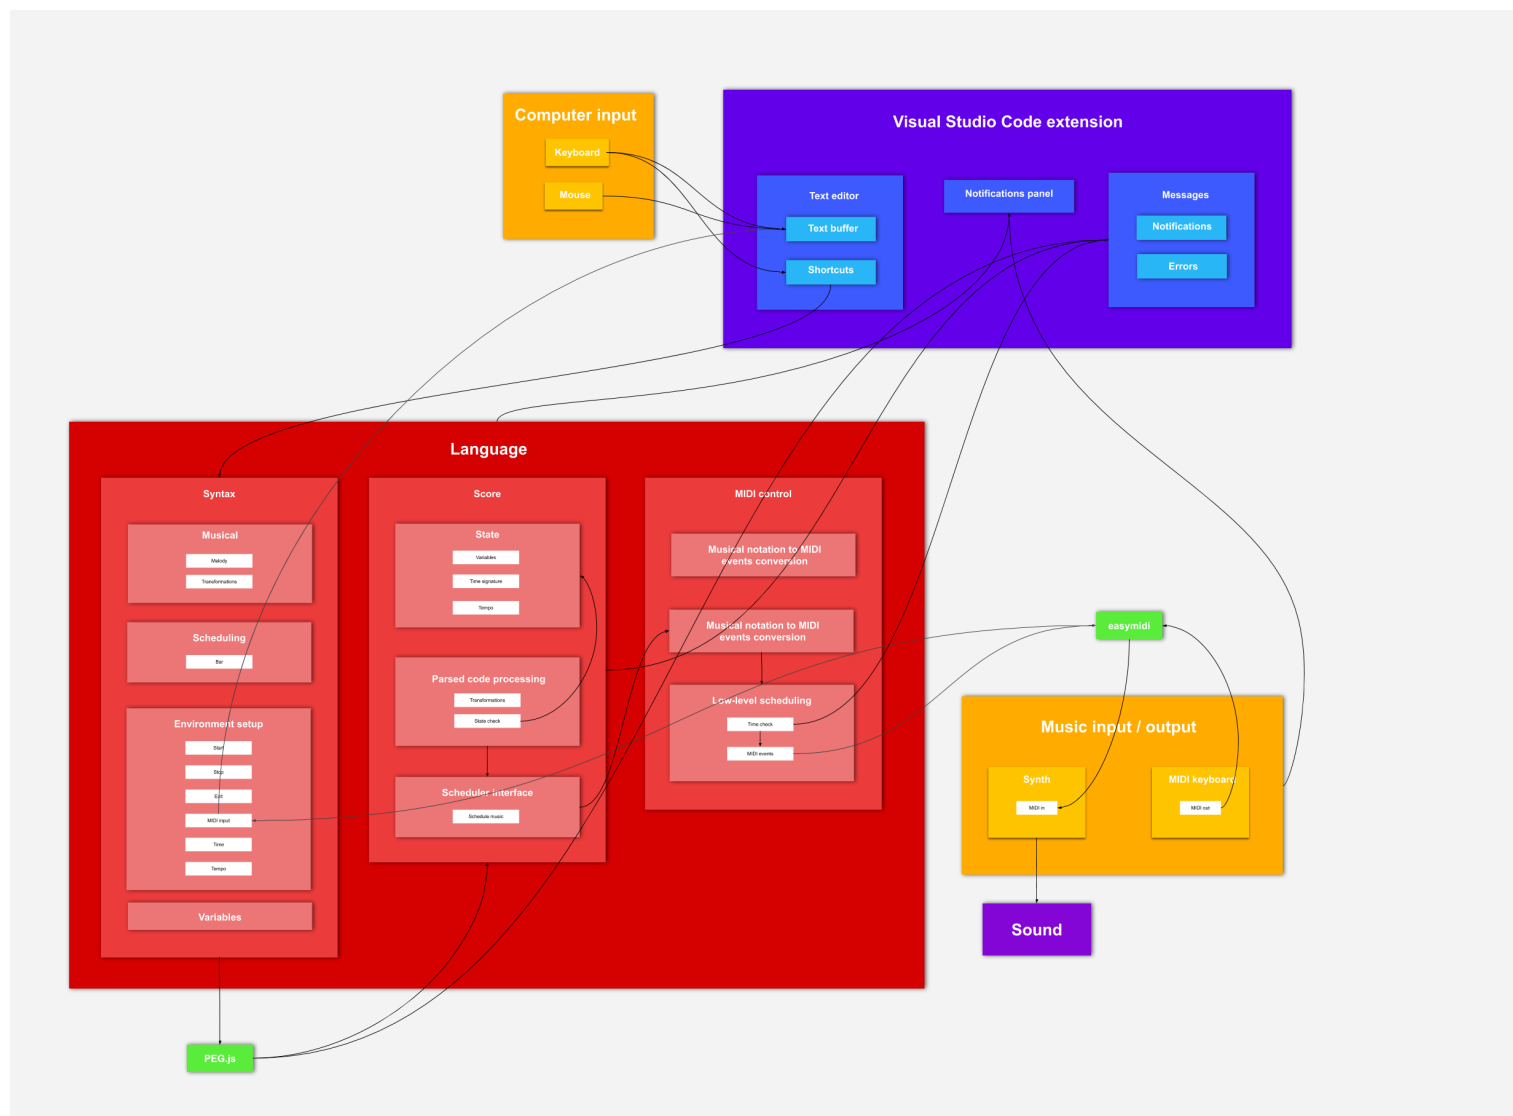 Computer input
Keyboard
Mouse
Visual Studio Code extension
Text editor
Text buffer
Shortcuts
Notifications panel
Messages
Notifications
Errors
Language
Syntax
Musical
Melody
Transformations
Scheduling
Bar
Environment setup
Start
Stop
Edit
MIDI input
Time
Tempo
Variables
Score
State
Variables
Time signature
Tempo
Parsed code processing
Transformations
State check
Scheduler interface
Schedule music
MIDI control
Musical notation to MIDI
events conversion
Musical notation to MIDI
events conversion
Low-level scheduling
Time check
MIDI events
easymidi
Music input / output
Synth
MIDI in
MIDI keyboard
MIDI out
Sound
PEG.js